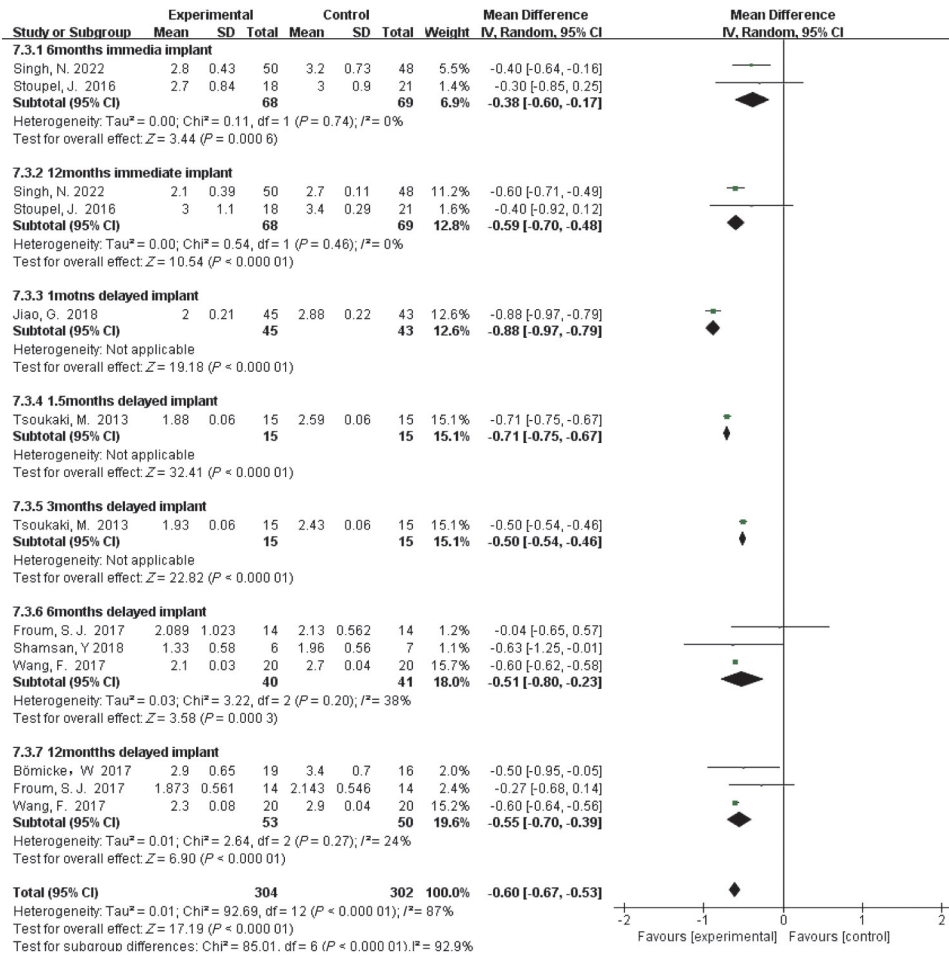 Experimental Control Mean Difference Mean Difference
Study or Subgroup Mean SD Total Mean SD Total Weight IV, Random, 95% CI IV, Random, 95% CI
7.3.1 6months immedia implant
Singh, N. 2022 2.8 0.43 50 3.2 0.73 48 5.5% -0.40 [-0.64, -0.16]
Stoupel, J. 2016 2.7 0.84 18 3 0.9 21 1.4% -0.30 [-0.85, 0.25]
Subtotal (95% CI) 68 69 6.9% -0.38 [-0.60, -0.17]
Heterogeneity: Tau² = 0.00; Chi² = 0.11, df = 1 (P = 0.74); I² = 0%
Test for overall effect: Z = 3.44 (P = 0.000 6)
7.3.2 12months immediate implant
Singh, N. 2022 2.1 0.39 50 2.7 0.11 48 11.2% -0.60 [-0.71, -0.49]
Stoupel, J. 2016 3 1.1 18 3.4 0.29 21 1.6% -0.40 [-0.92, 0.12]
Subtotal (95% CI) 68 69 12.8% -0.59 [-0.70, -0.48]
Heterogeneity: Tau² = 0.00; Chi² = 0.54, df = 1 (P = 0.46); I² = 0%
Test for overall effect: Z = 10.54 (P < 0.000 01)
7.3.3 1motns delayed implant
Jiao, G. 2018 2 0.21 45 2.88 0.22 43 12.6% -0.88 [-0.97, -0.79]
Subtotal (95% CI) 45 43 12.6% -0.88 [-0.97, -0.79]
Heterogeneity: Not applicable
Test for overall effect: Z = 19.18 (P < 0.000 01)
7.3.4 1.5months delayed implant
Tsoukaki, M. 2013 1.88 0.06 15 2.59 0.06 15 15.1% -0.71 [-0.75, -0.67]
Subtotal (95% CI) 15 15 15.1% -0.71 [-0.75, -0.67]
Heterogeneity: Not applicable
Test for overall effect: Z = 32.41 (P < 0.000 01)
7.3.5 3months delayed implant
Tsoukaki, M. 2013 1.93 0.06 15 2.43 0.06 15 15.1% -0.50 [-0.54, -0.46]
Subtotal (95% CI) 15 15 15.1% -0.50 [-0.54, -0.46]
Heterogeneity: Not applicable
Test for overall effect: Z = 22.82 (P < 0.000 01)
7.3.6 6months delayed implant
Froum, S. J. 2017 2.089 1.023 14 2.13 0.562 14 1.2% -0.04 [-0.65, 0.57]
Shamsan, Y 2018 1.33 0.58 6 1.96 0.56 7 1.1% -0.63 [-1.25, -0.01]
Wang, F. 2017 2.1 0.03 20 2.7 0.04 20 15.7% -0.60 [-0.62, -0.58]
Subtotal (95% CI) 40 41 18.0% -0.51 [-0.80, -0.23]
Heterogeneity: Tau² = 0.03; Chi² = 3.22, df = 2 (P = 0.20); I² = 38%
Test for overall effect: Z = 3.58 (P = 0.000 3)
7.3.7 12montths delayed implant
Bömicke，W 2017 2.9 0.65 19 3.4 0.7 16 2.0% -0.50 [-0.95, -0.05]
Froum, S. J. 2017 1.873 0.561 14 2.143 0.546 14 2.4% -0.27 [-0.68, 0.14]
Wang, F. 2017 2.3 0.08 20 2.9 0.04 20 15.2% -0.60 [-0.64, -0.56]
Subtotal (95% CI) 53 50 19.6% -0.55 [-0.70, -0.39]
Heterogeneity: Tau² = 0.01; Chi² = 2.64, df = 2 (P = 0.27); I² = 24%
Test for overall effect: Z = 6.90 (P < 0.000 01)
Total (95% CI) 304 302 100.0% -0.60 [-0.67, -0.53]
Heterogeneity: Tau² = 0.01; Chi² = 92.69, df = 12 (P < 0.000 01); I² = 87%
Test for overall effect: Z = 17.19 (P < 0.000 01)
Test for subgroup differences: Chi² = 85.01, df = 6 (P < 0.000 01), I² = 92.9%
-2 -1 0 1 2
Favours [experimental] Favours [control]